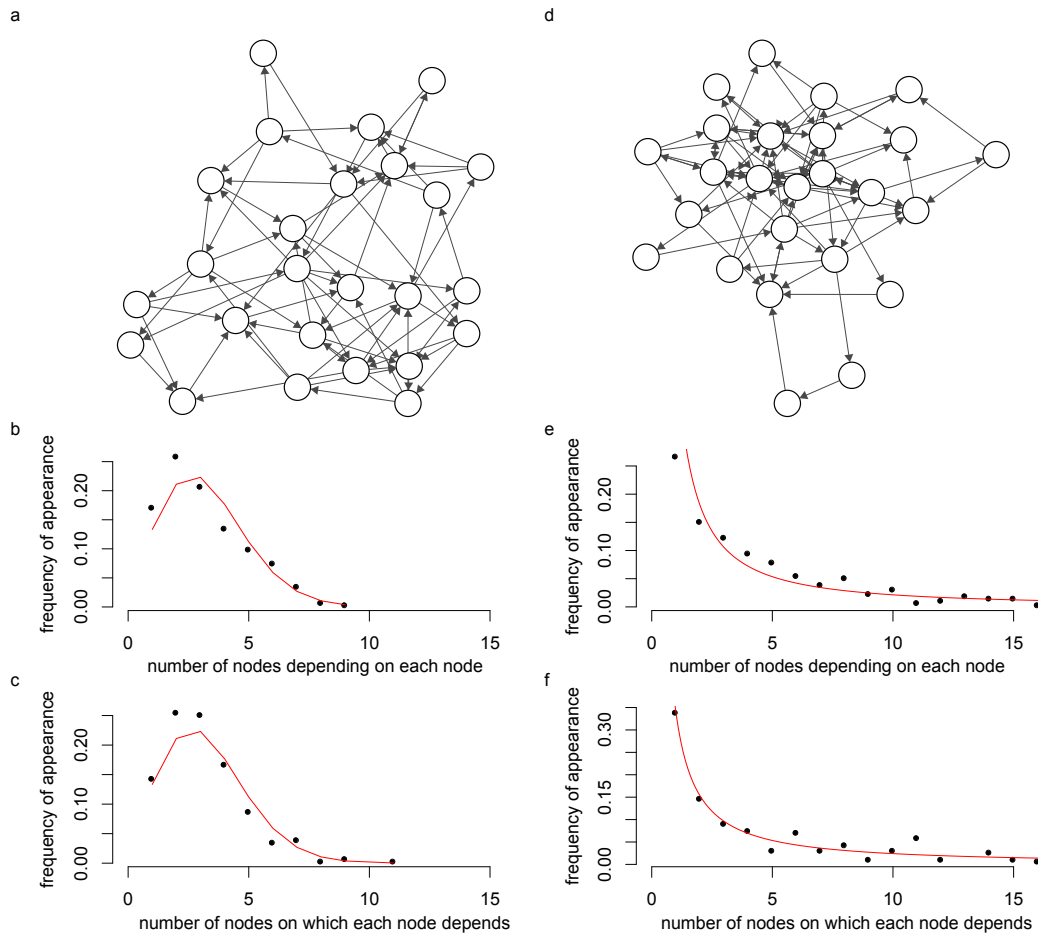 a
d
b
frequency of appearance
0.00
0.10
0.20
0
5
10
15
number of nodes depending on each node
e
frequency of appearance
0.00
0.10
0.20
0
5
10
15
number of nodes depending on each node
c
frequency of appearance
0.00
0.10
0.20
0
5
10
15
number of nodes on which each node depends
f
frequency of appearance
0.00
0.15
0.30
0
5
10
15
number of nodes on which each node depends